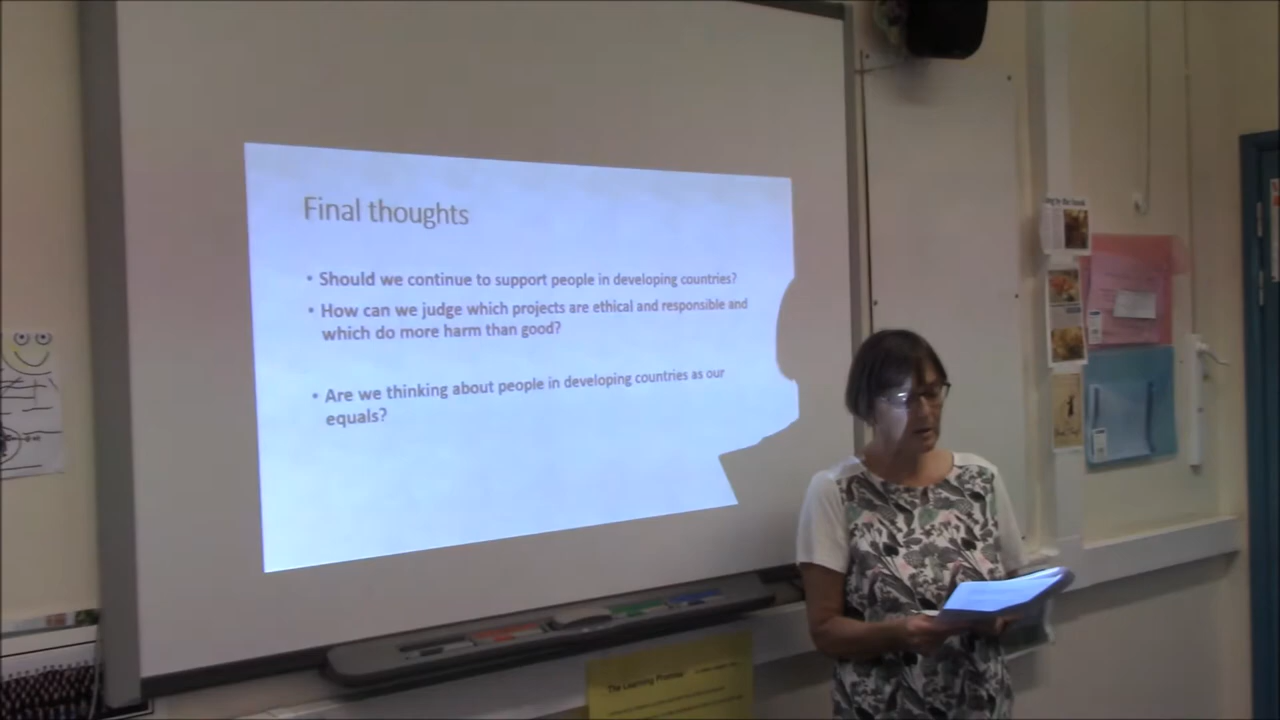 Final thoughts
• Should we continue to support people in developing countries?
• How can we judge which projects are ethical and responsible and
which do more harm than good?
• Are we thinking about people in developing countries as our
equals?
The Learning